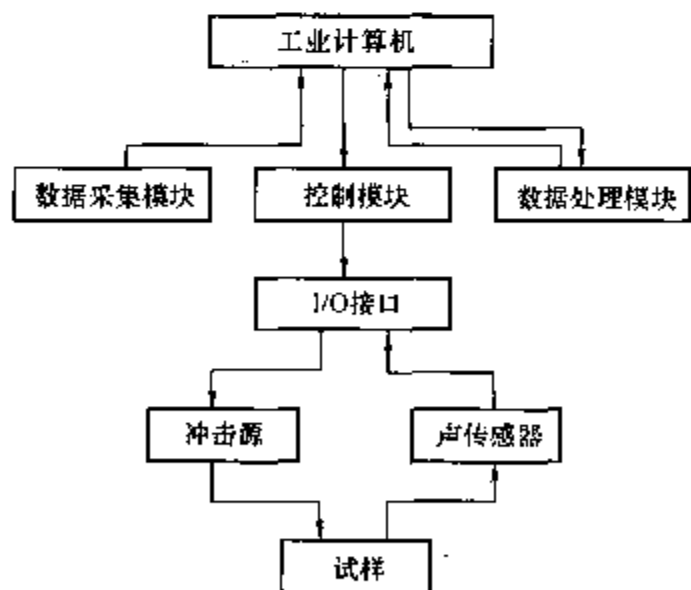 工业计算机
数据采集模块
控制模块
数据处理模块
I/O接口
冲击源
声传感器
试样